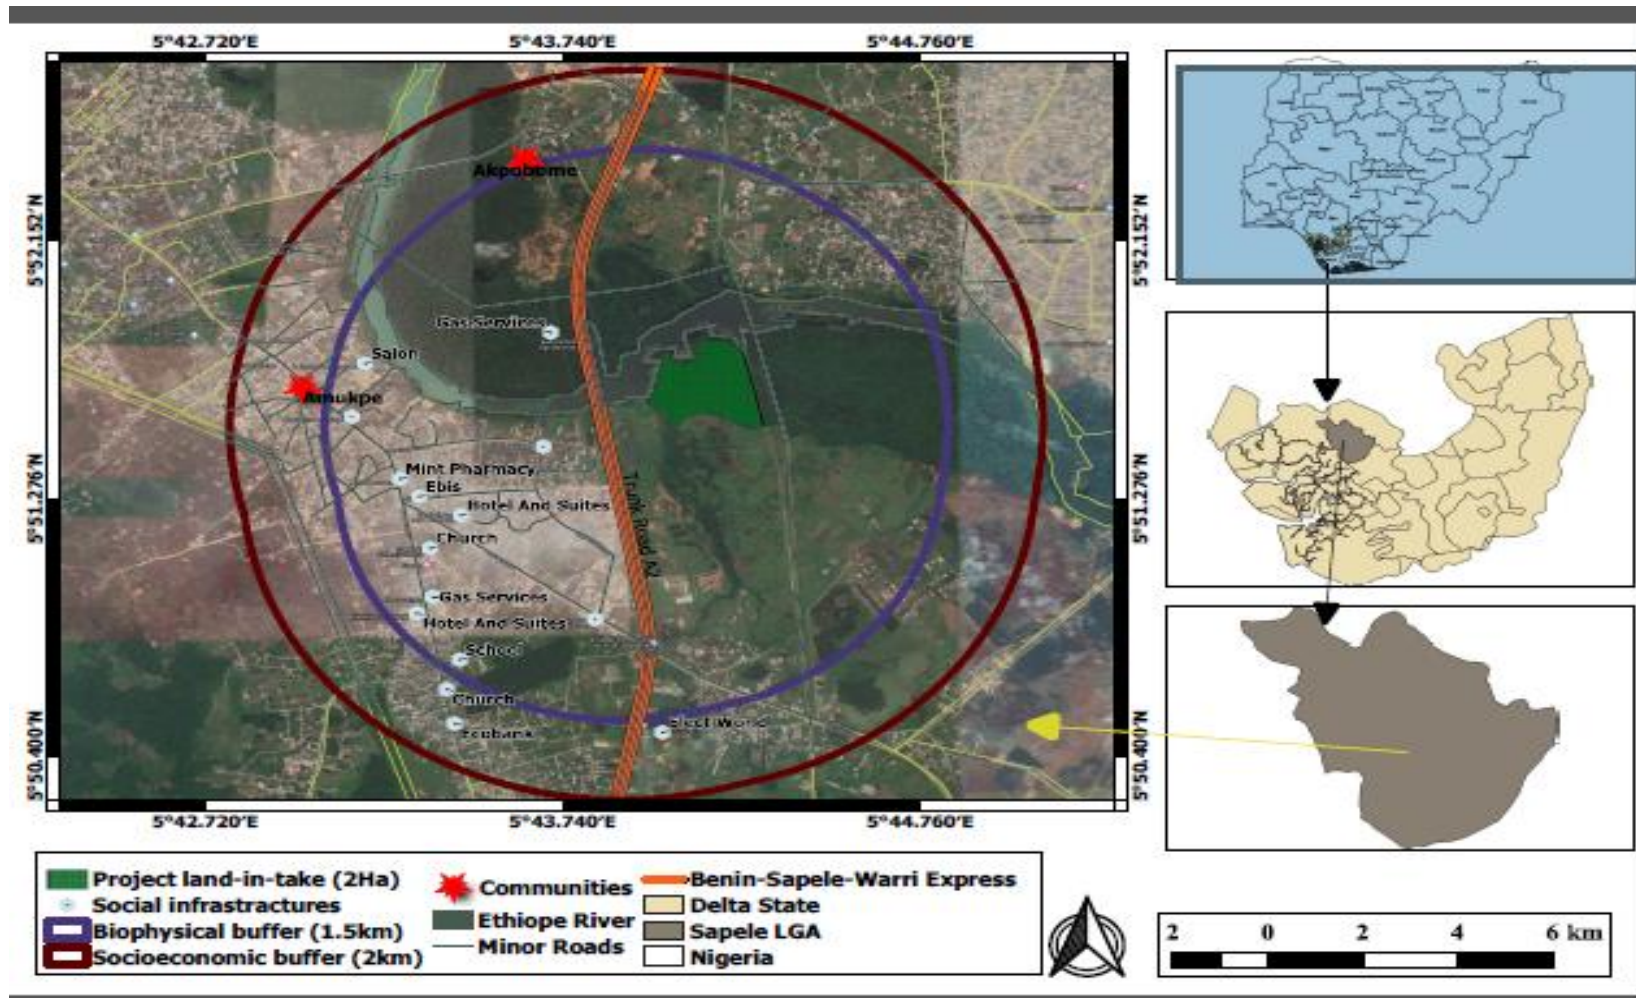 5°42.720'E 5°43.740'E 5°44.760'E
5°52.152'N
5°52.152'N
Akpobome
Gas Services
Salon
Amukpe
Mint Pharmacy
Ebis
Hotel And Suites
Trunk Road A2
5°51.276'N
5°51.276'N
Church
Gas Services
Hotel And Suites
School
Church
Ecobank
Elect World
5°50.400'N
5°50.400'N
5°42.720'E 5°43.740'E 5°44.760'E
Project land-in-take (2Ha)
Social infrastractures
Biophysical buffer (1.5km)
Socioeconomic buffer (2km)
Communities
Ethiope River
Minor Roads
Benin-Sapele-Warri Express
Delta State
Sapele LGA
Nigeria
2 0 2 4 6 km